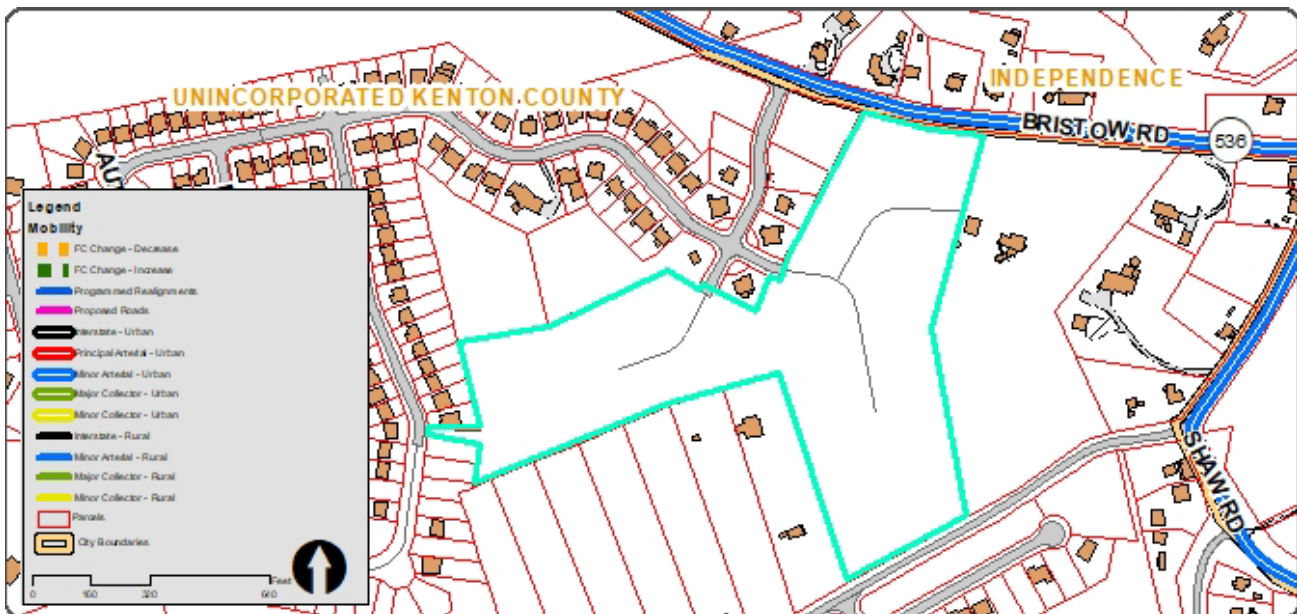 UNINCORPORATED KENTON COUNTY
INDEPENDENCE
BRISTOW RD
536
SHAW RD
AUT
Legend
Mobility
FC Change - Decrease
FC Change - Increase
Programmed Realignments
Proposed Roads
Interstate - Urban
Principal Arterial - Urban
Minor Arterial - Urban
Major Collector - Urban
Minor Collector - Urban
Interstate - Rural
Minor Arterial - Rural
Major Collector - Rural
Minor Collector - Rural
Parcels
City Boundaries
Feet
0 160 320 640